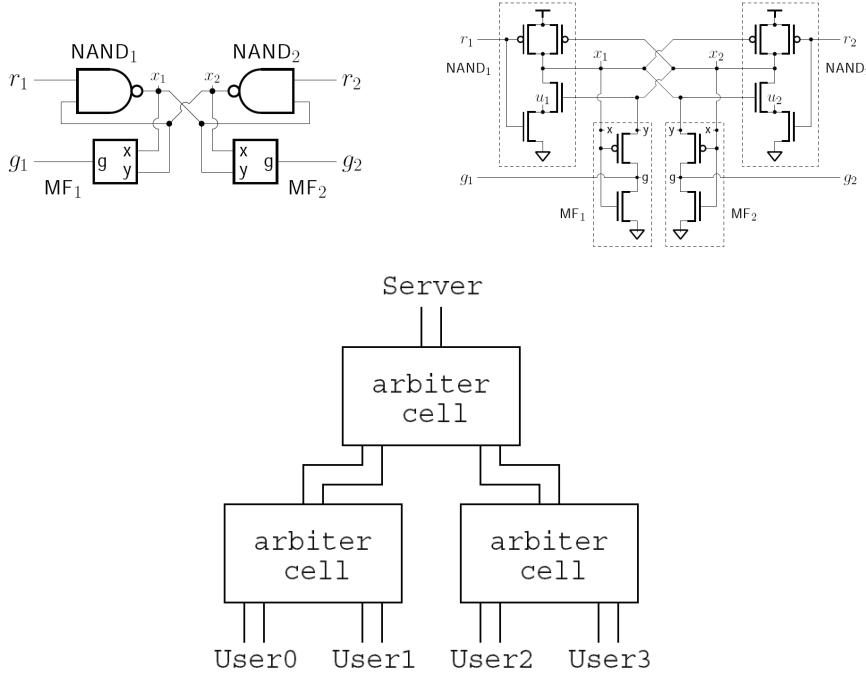 NAND₁
NAND₂
r₁
x₁
x₂
r₂
g₁
g
x
y
x
y
g
g₂
MF₁
MF₂
r₁
x₁
x₂
r₂
NAND₁
NAND
u₁
u₂
x
y
y
x
g₁
g
g
g₂
MF₁
MF₂
Server
arbiter
cell
arbiter
cell
arbiter
cell
User0
User1
User2
User3